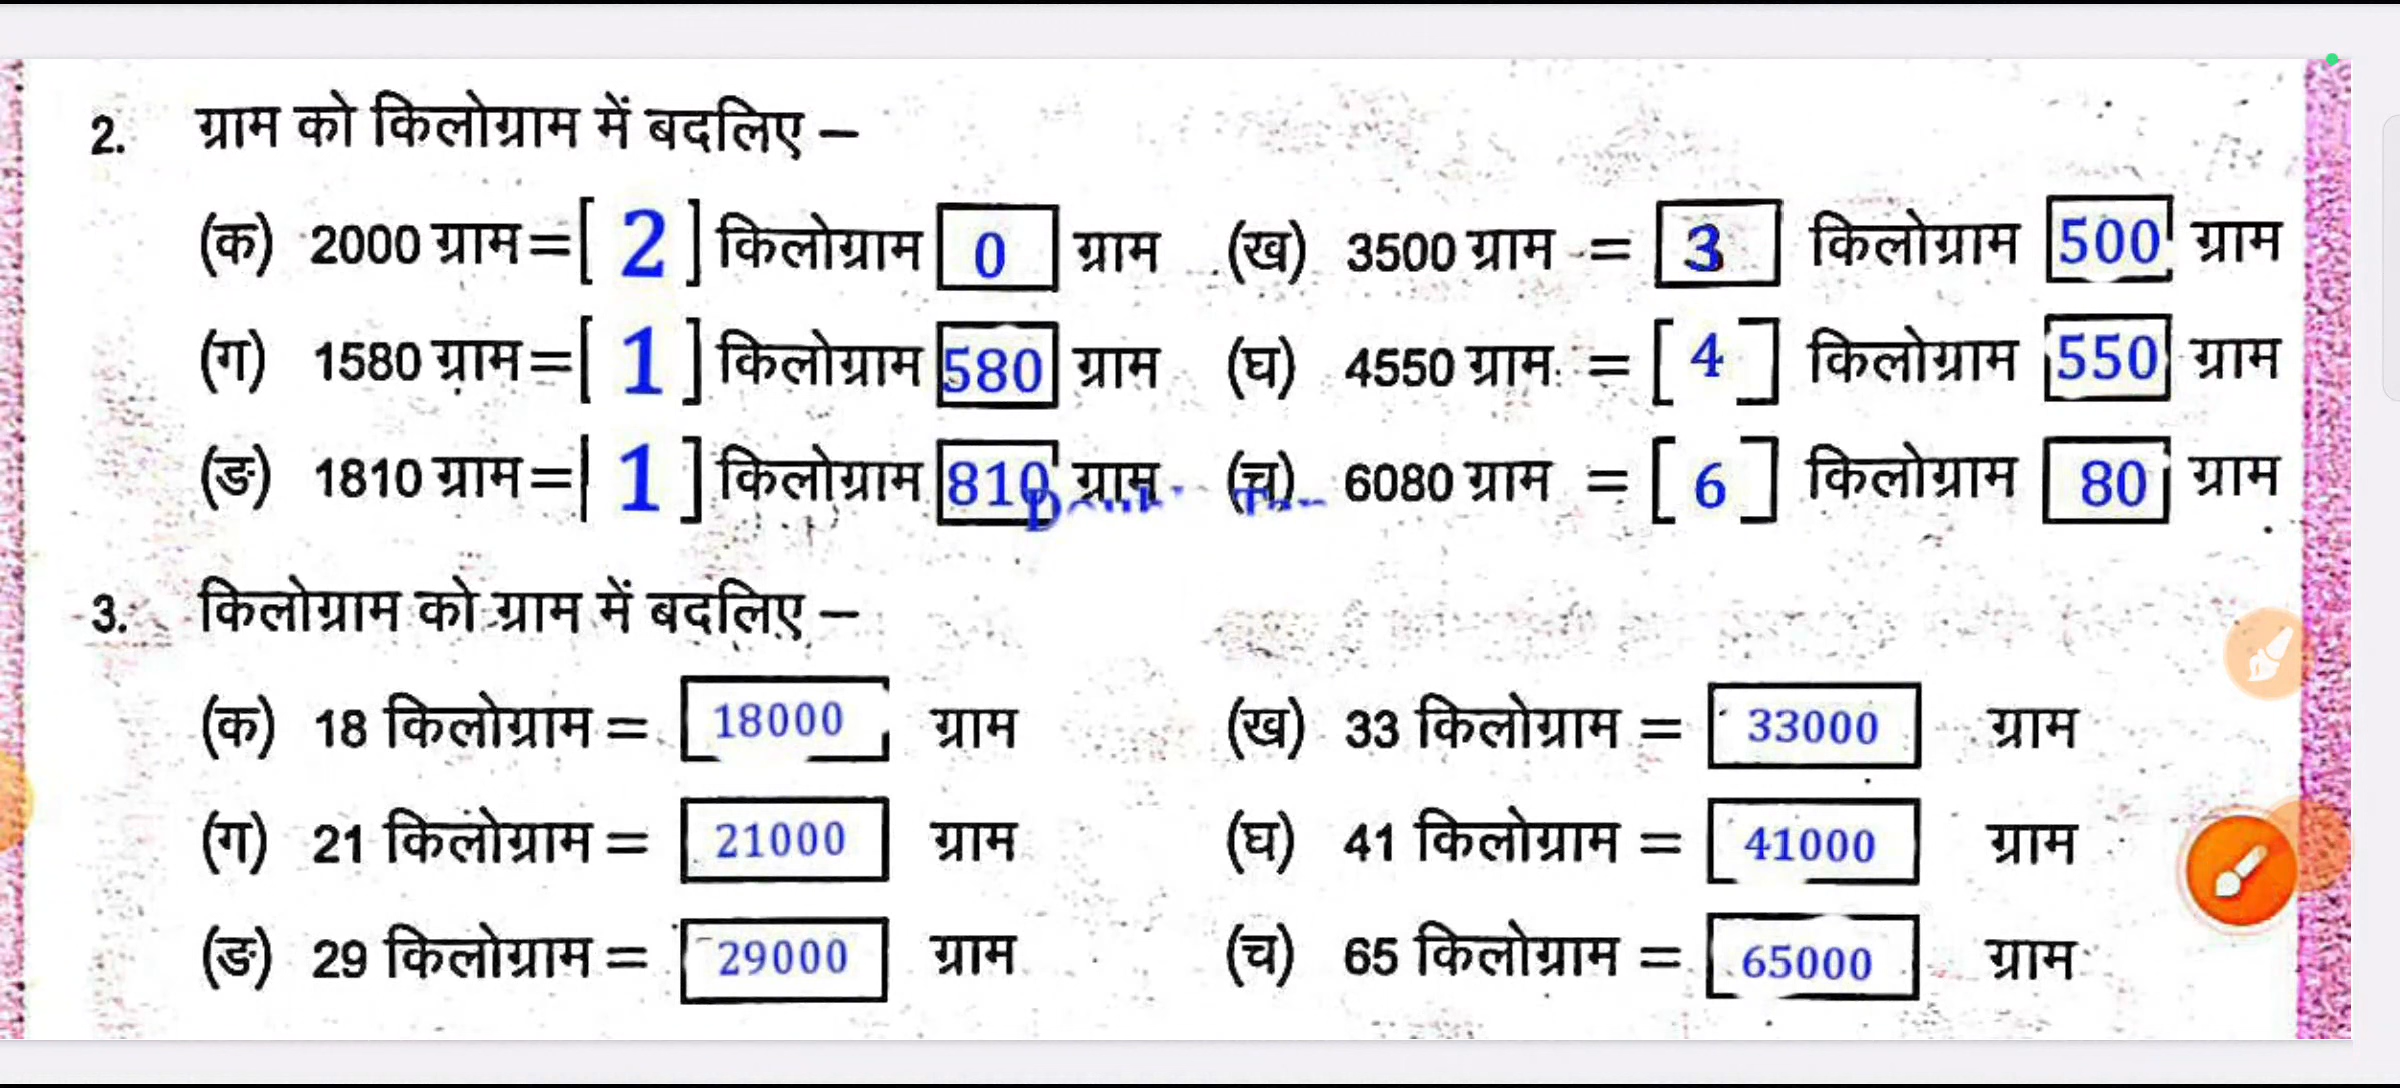 2. ग्राम को किलोग्राम में बदलिए –
(क) 2000 ग्राम = [ 2 ] किलोग्राम 0 ग्राम (ख) 3500 ग्राम = 3 किलोग्राम 500 ग्राम
(ग) 1580 ग्राम = [ 1 ] किलोग्राम 580 ग्राम (घ) 4550 ग्राम = [ 4 ] किलोग्राम 550 ग्राम
(ङ) 1810 ग्राम = [ 1 ] किलोग्राम 810 ग्राम (च) 6080 ग्राम = [ 6 ] किलोग्राम 80 ग्राम
3. किलोग्राम को ग्राम में बदलिए –
(क) 18 किलोग्राम = 18000 ग्राम (ख) 33 किलोग्राम = 33000 ग्राम
(ग) 21 किलोग्राम = 21000 ग्राम (घ) 41 किलोग्राम = 41000 ग्राम
(ङ) 29 किलोग्राम = 29000 ग्राम (च) 65 किलोग्राम = 65000 ग्राम